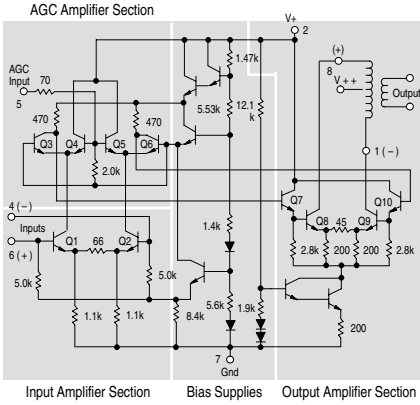 AGC Amplifier Section
V+
2
(+)
8
V++
Output
1 (−)
AGC
Input
5
70
470
470
Q3
Q4
Q5
Q6
2.0k
1.47k
5.53k
12.1
k
Q7
Q8
45
Q9
Q10
2.8k
200
200
2.8k
4 (−)
Inputs
6 (+)
Q1
66
Q2
5.0k
5.0k
1.1k
1.1k
8.4k
1.4k
5.6k
1.9k
200
7
Gnd
Input Amplifier Section
Bias Supplies
Output Amplifier Section